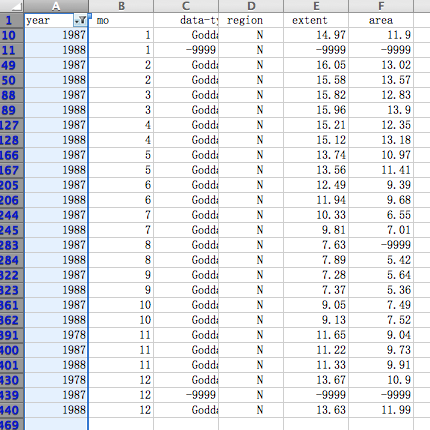 A B C D E F
1 year mo data-ty region extent area
10 1987 1 Godda N 14.97 11.9
11 1988 1 -9999 N -9999 -9999
49 1987 2 Godda N 16.05 13.02
50 1988 2 Godda N 15.58 13.57
88 1987 3 Godda N 15.82 12.83
89 1988 3 Godda N 15.96 13.9
127 1987 4 Godda N 15.21 12.35
128 1988 4 Godda N 15.12 13.18
166 1987 5 Godda N 13.74 10.97
167 1988 5 Godda N 13.56 11.41
205 1987 6 Godda N 12.49 9.39
206 1988 6 Godda N 11.94 9.68
244 1987 7 Godda N 10.33 6.55
245 1988 7 Godda N 9.81 7.01
283 1987 8 Godda N 7.63 -9999
284 1988 8 Godda N 7.89 5.42
322 1987 9 Godda N 7.28 5.64
323 1988 9 Godda N 7.37 5.36
361 1987 10 Godda N 9.05 7.49
362 1988 10 Godda N 9.13 7.52
391 1978 11 Godda N 11.65 9.04
400 1987 11 Godda N 11.22 9.73
401 1988 11 Godda N 11.33 9.91
430 1978 12 Godda N 13.67 10.9
439 1987 12 -9999 N -9999 -9999
440 1988 12 Godda N 13.63 11.99
469